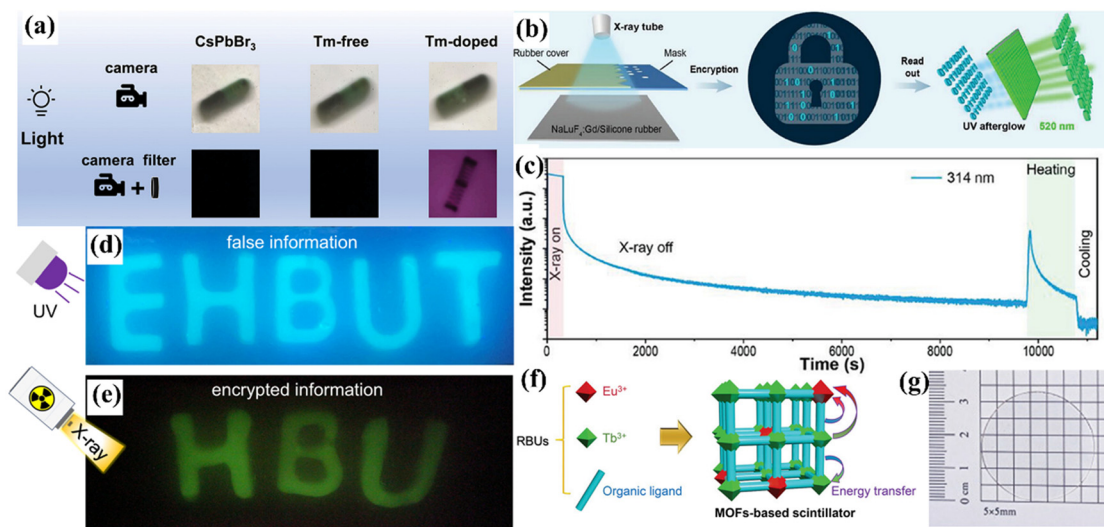 (a)
CsPbBr₃ Tm-free Tm-doped
camera
Light
camera filter
+
(b)
X-ray tube
Rubber cover
Mask
NaLuF₄:Gd/Silicone rubber
Encryption
Read
out
UV afterglow
520 nm
(c)
Heating
314 nm
X-ray on
X-ray off
Cooling
Intensity (a.u.)
0 2000 4000 6000 8000 10000
Time (s)
(d)
false information
EHBUT
UV
(e)
encrypted information
HBU
X-ray
(f)
Eu³⁺
RBUs
Tb³⁺
Organic ligand
Energy transfer
MOFs-based scintillator
(g)
3
2
1
0 cm
5×5mm